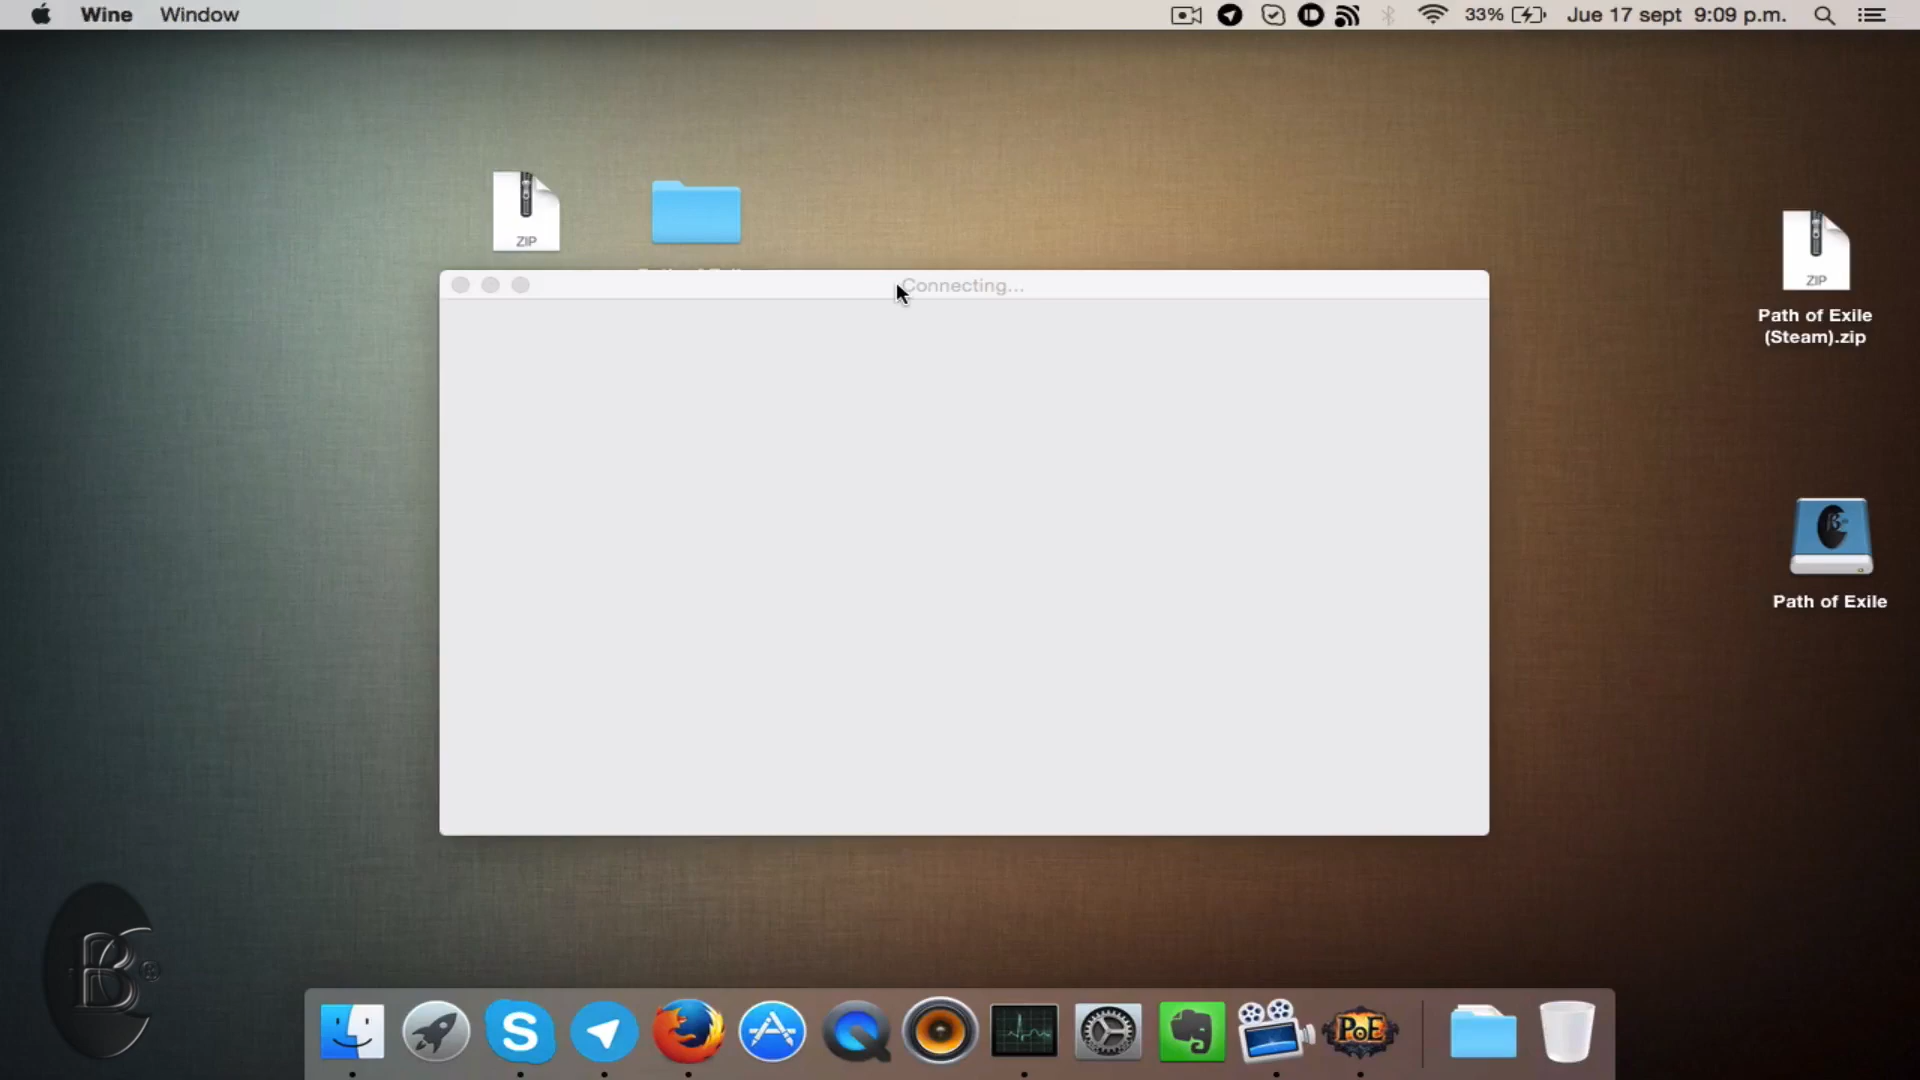 Wine Window 33% Jue 17 sept 9:09 p.m.
ZIP
Connecting...
ZIP
Path of Exile
(Steam).zip
Path of Exile
B
PoE